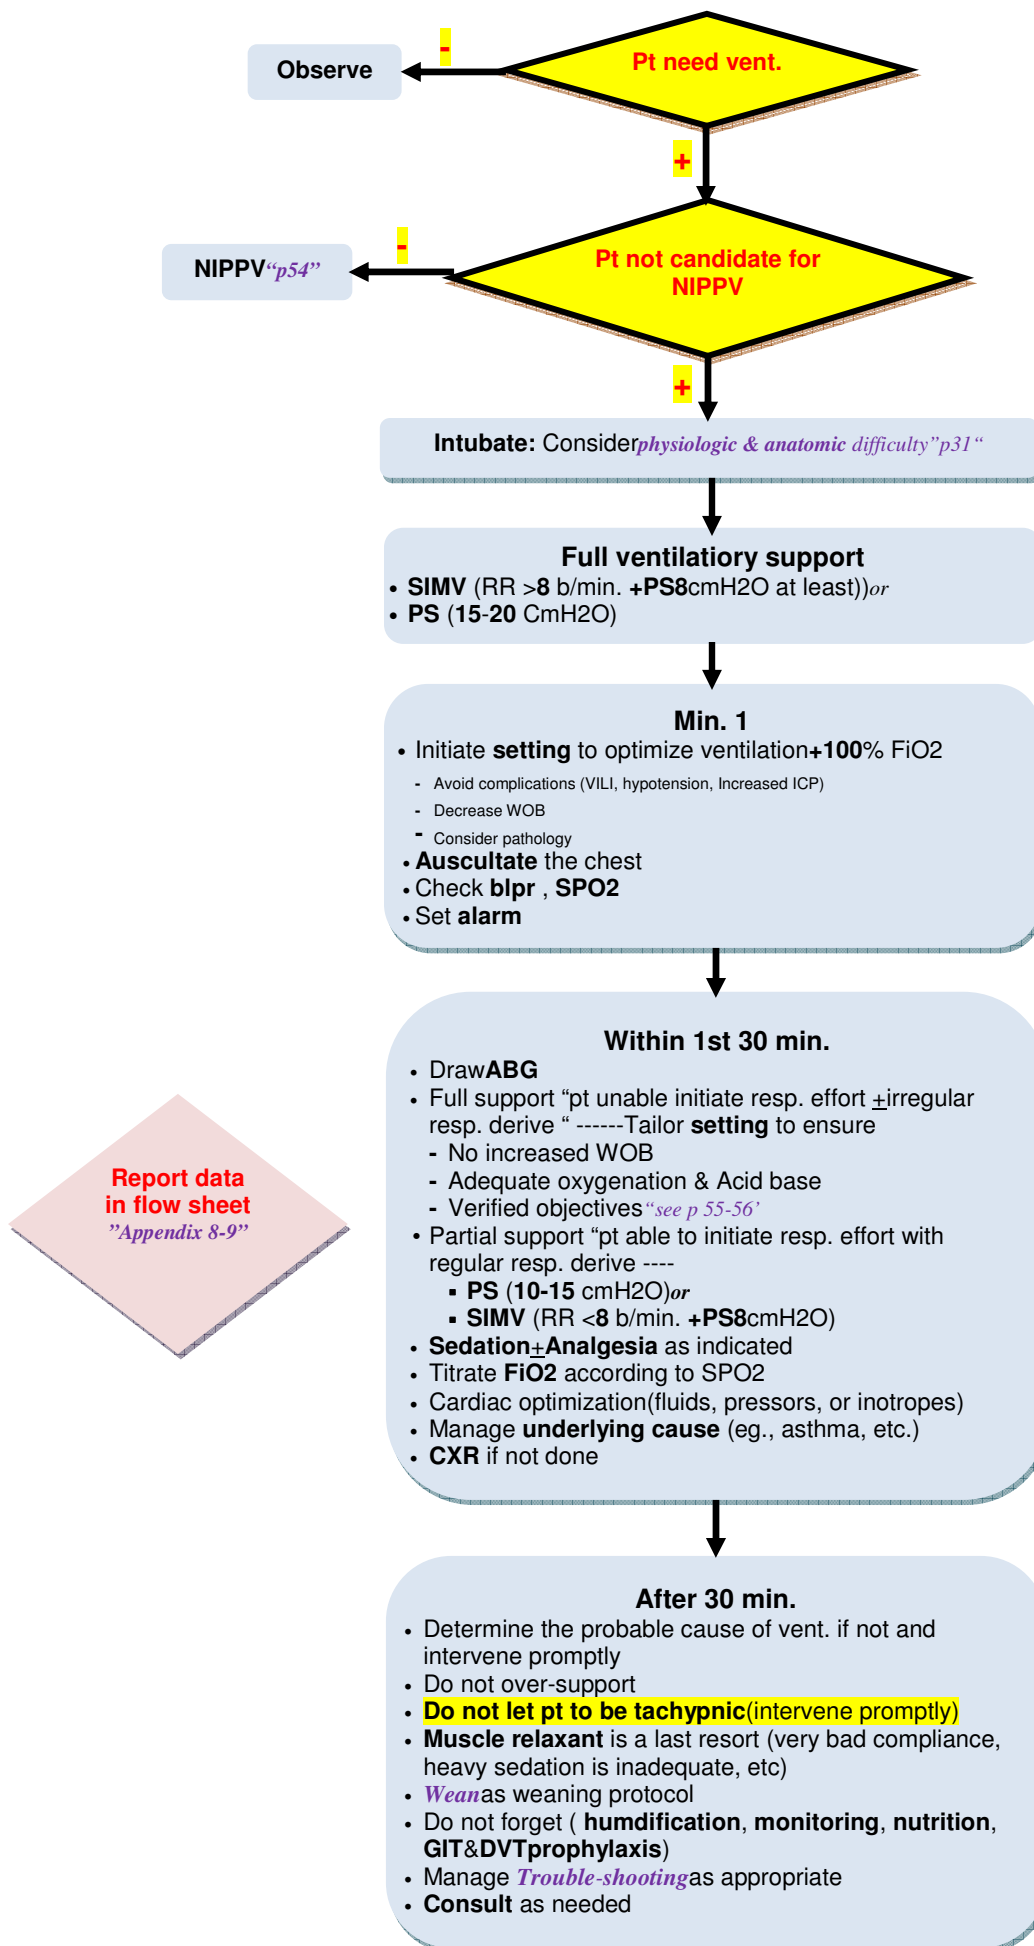 Pt need vent.
-
Observe
+
Pt not candidate for
NIPPV
-
NIPPV“p54”
+
Intubate: Considerphysiologic & anatomic difficulty”p31“
Full ventilatiory support
• SIMV (RR >8 b/min. +PS8cmH2O at least))or
• PS (15-20 CmH2O)
Min. 1
• Initiate setting to optimize ventilation+100% FiO2
- Avoid complications (VILI, hypotension, Increased ICP)
- Decrease WOB
- Consider pathology
• Auscultate the chest
• Check blpr , SPO2
• Set alarm
Within 1st 30 min.
• DrawABG
• Full support “pt unable initiate resp. effort +irregular
resp. derive “ ------Tailor setting to ensure
- No increased WOB
- Adequate oxygenation & Acid base
- Verified objectives“see p 55-56’
• Partial support “pt able to initiate resp. effort with
regular resp. derive ----
▪ PS (10-15 cmH2O)or
▪ SIMV (RR <8 b/min. +PS8cmH2O)
• Sedation+Analgesia as indicated
• Titrate FiO2 according to SPO2
• Cardiac optimization(fluids, pressors, or inotropes)
• Manage underlying cause (eg., asthma, etc.)
• CXR if not done
Report data
in flow sheet
”Appendix 8-9”
After 30 min.
• Determine the probable cause of vent. if not and
intervene promptly
• Do not over-support
• Do not let pt to be tachypnic(intervene promptly)
• Muscle relaxant is a last resort (very bad compliance,
heavy sedation is inadequate, etc)
• Weanas weaning protocol
• Do not forget ( humdification, monitoring, nutrition,
GIT&DVTprophylaxis)
• Manage Trouble-shootingas appropriate
• Consult as needed